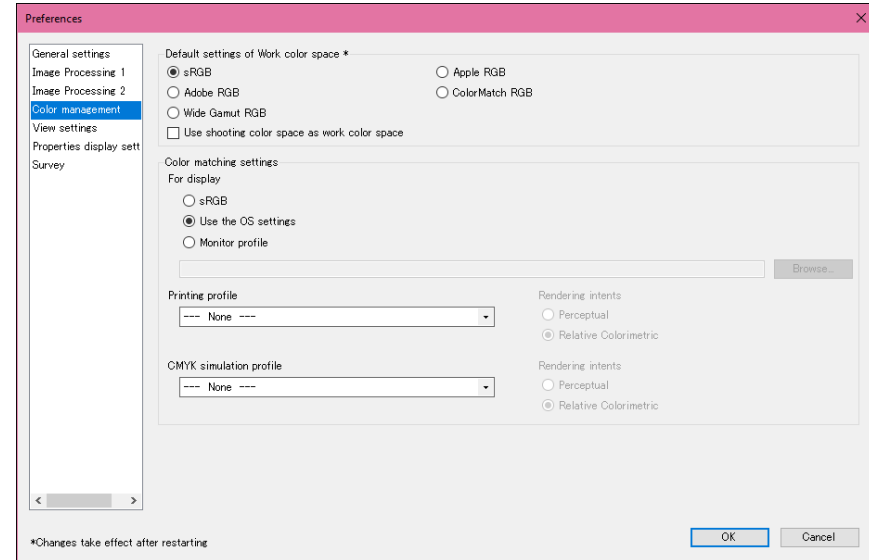 Preferences
General settings
Image Processing 1
Image Processing 2
Color management
View settings
Properties display sett
Survey
Default settings of Work color space *
sRGB
Apple RGB
Adobe RGB
ColorMatch RGB
Wide Gamut RGB
Use shooting color space as work color space
Color matching settings
For display
sRGB
Use the OS settings
Monitor profile
Browse...
Printing profile
--- None ---
Rendering intents
Perceptual
Relative Colorimetric
CMYK simulation profile
--- None ---
Rendering intents
Perceptual
Relative Colorimetric
*Changes take effect after restarting
OK
Cancel